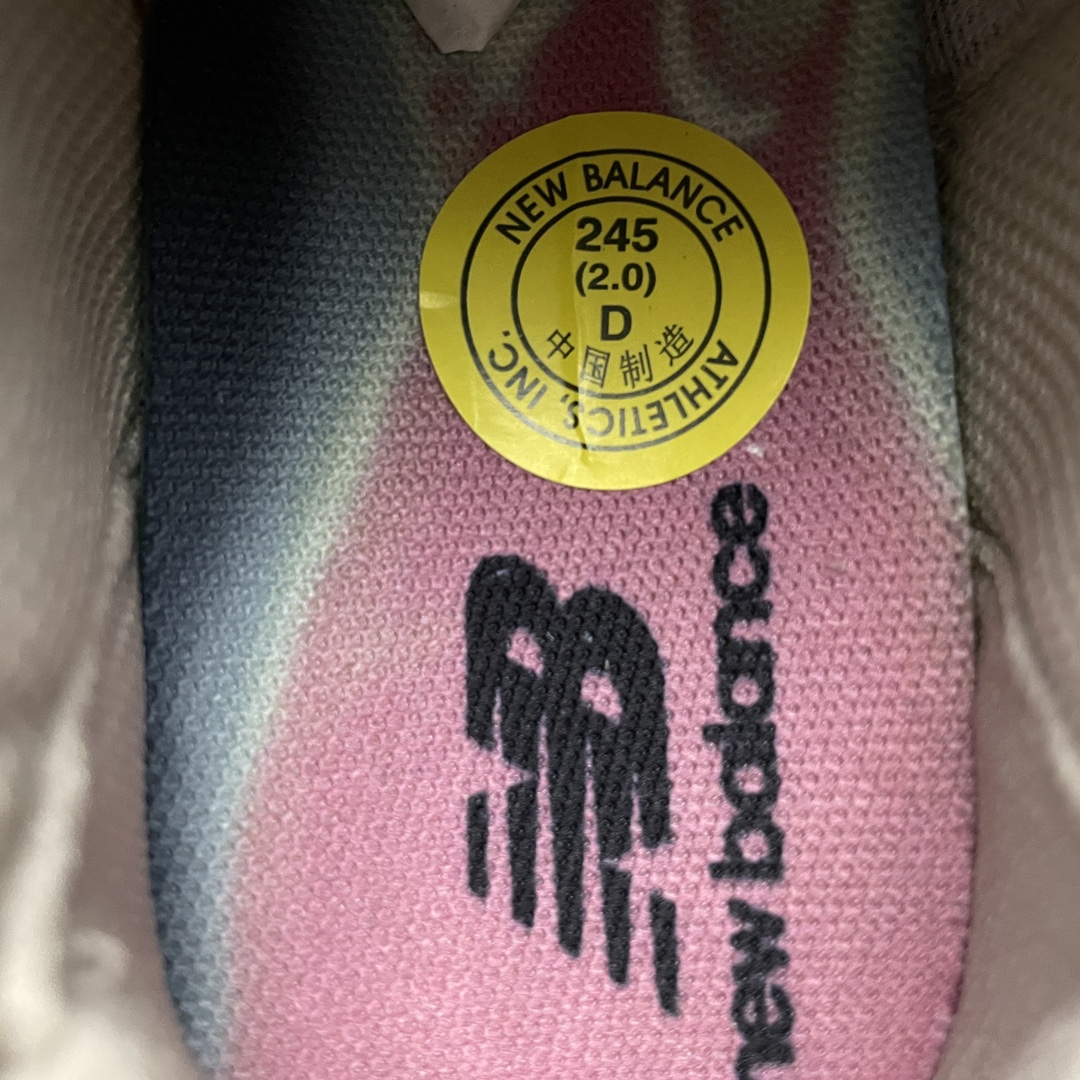 NEW BALANCE
245
(2.0)
D
中国制造
ATHLETICS, INC.
new balance